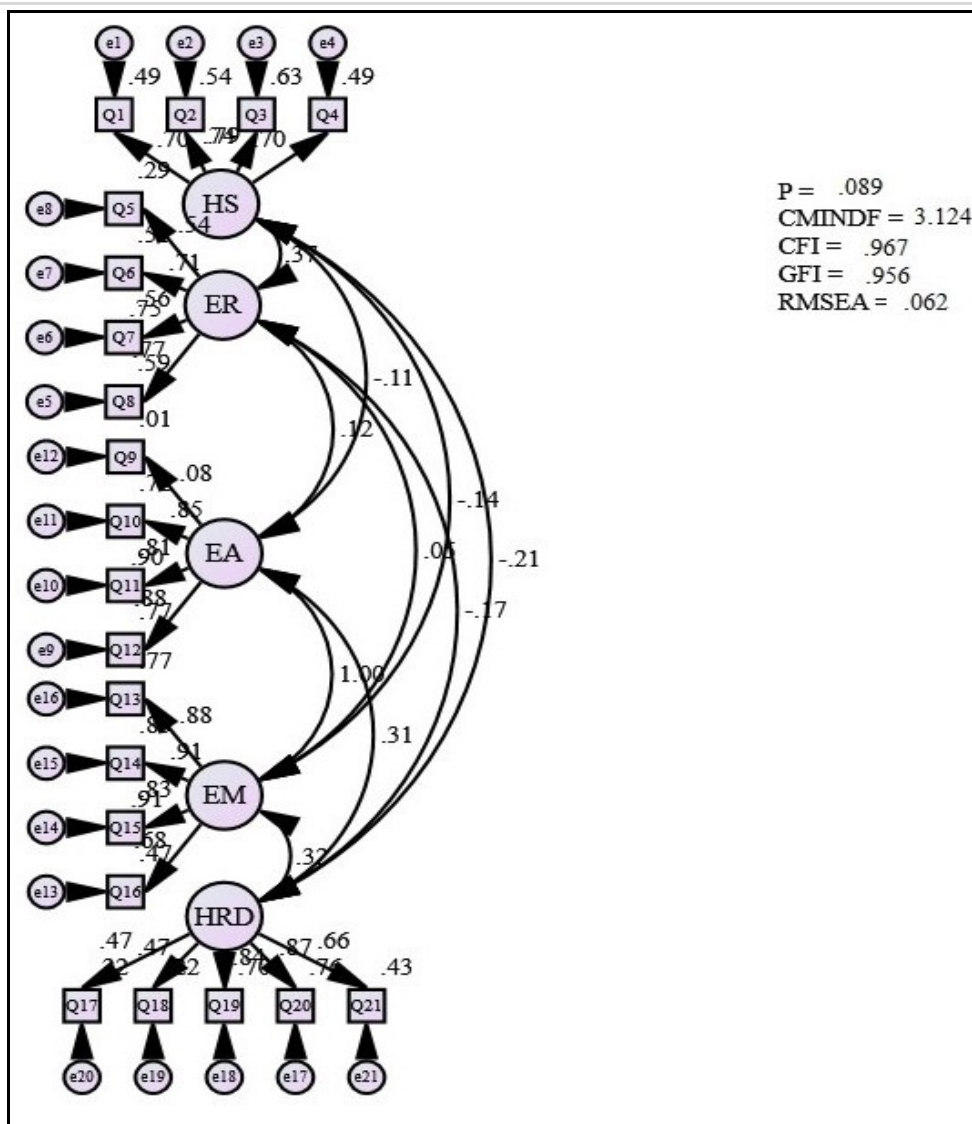 e1 e2 e3 e4
.49 .54 .63 .49
Q1 Q2 Q3 Q4
.70 .74 .79 .70
.29
HS
e8 Q5
.54
.37
.71
e7 Q6
ER
.56
.75
e6 Q7
.77
.59
-.11
e5 Q8
.01
.12
e12 Q9
.08
-.14
.85
e11 Q10
EA
.81
.90
.05
-.21
e10 Q11
.88
.77
-.17
e9 Q12
.77
1.00
e16 Q13
.88
.31
.91
e15 Q14
EM
.83
.91
e14 Q15
.68
.47
.32
e13 Q16
HRD
.47 .47 .84 .87 .66
.76 .43
Q17 Q18 Q19 Q20 Q21
e20 e19 e18 e17 e21
P = .089
CMINDF = 3.124
CFI = .967
GFI = .956
RMSEA = .062